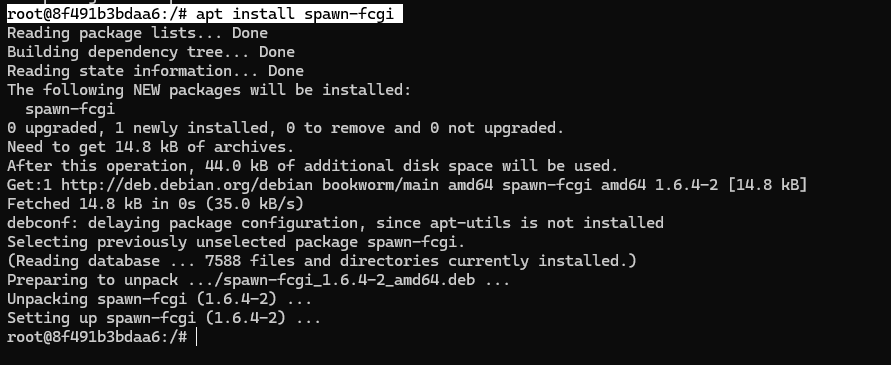 root@8f491b3bdaa6:/# apt install spawn-fcgi
Reading package lists... Done
Building dependency tree... Done
Reading state information... Done
The following NEW packages will be installed:
  spawn-fcgi
0 upgraded, 1 newly installed, 0 to remove and 0 not upgraded.
Need to get 14.8 kB of archives.
After this operation, 44.0 kB of additional disk space will be used.
Get:1 http://deb.debian.org/debian bookworm/main amd64 spawn-fcgi amd64 1.6.4-2 [14.8 kB]
Fetched 14.8 kB in 0s (35.0 kB/s)
debconf: delaying package configuration, since apt-utils is not installed
Selecting previously unselected package spawn-fcgi.
(Reading database ... 7588 files and directories currently installed.)
Preparing to unpack .../spawn-fcgi_1.6.4-2_amd64.deb ...
Unpacking spawn-fcgi (1.6.4-2) ...
Setting up spawn-fcgi (1.6.4-2) ...
root@8f491b3bdaa6:/#